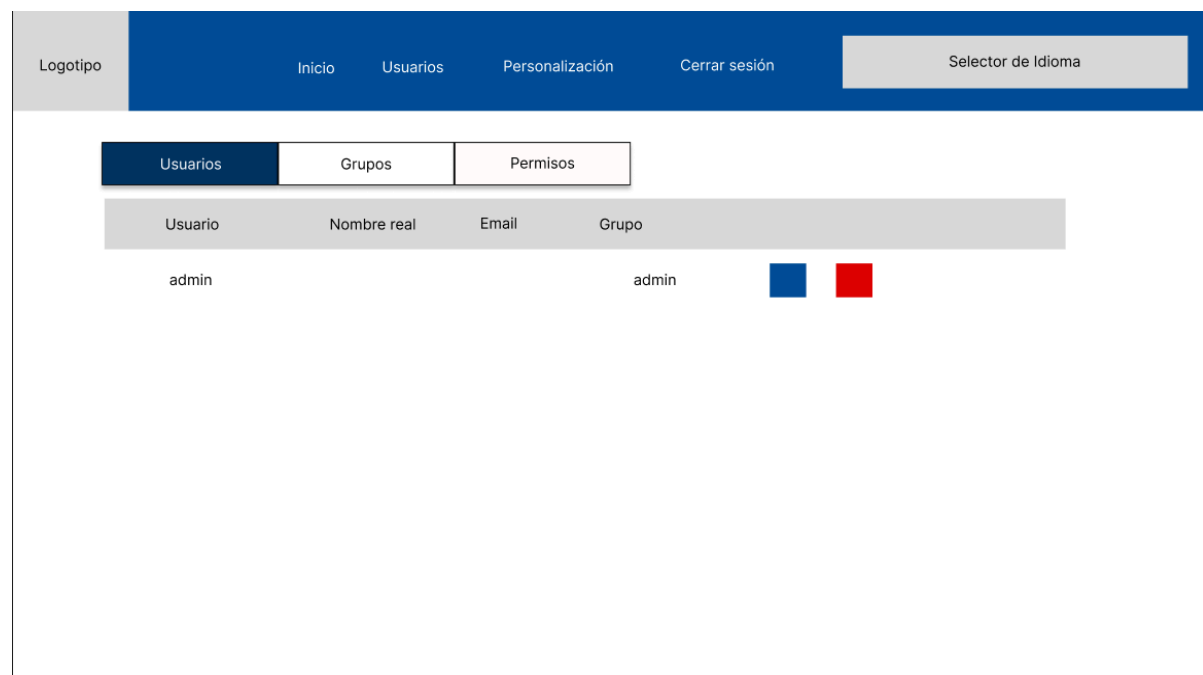 Logotipo
Inicio Usuarios Personalización Cerrar sesión Selector de Idioma
Usuarios Grupos Permisos
Usuario Nombre real Email Grupo
admin admin